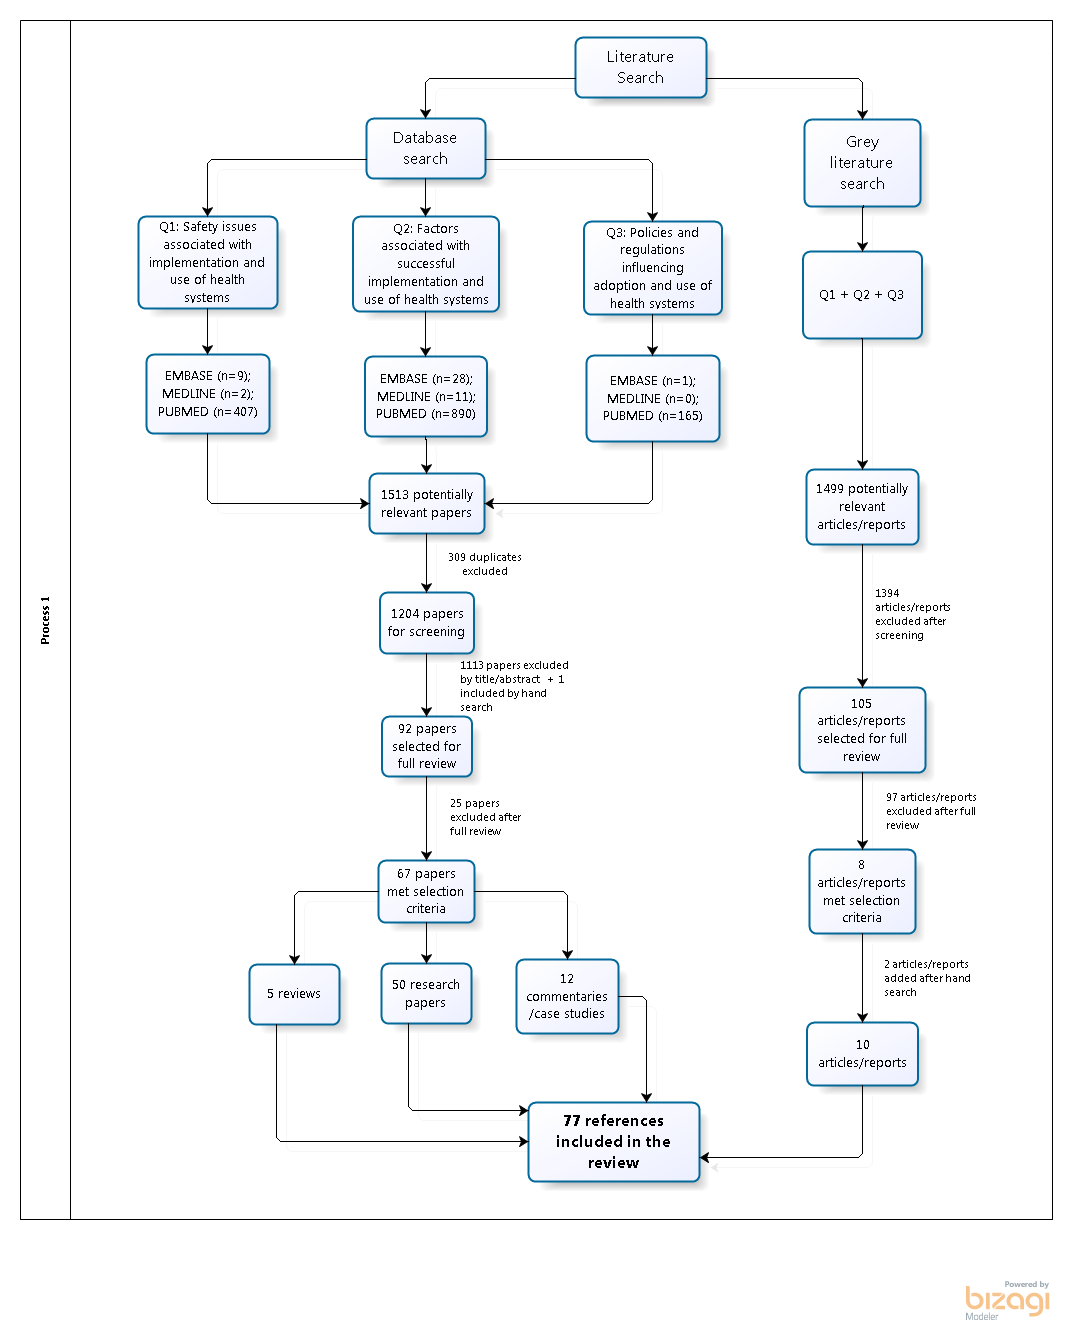 Process 1
Literature
Search
Database
search
Grey
literature
search
Q1: Safety issues
associated with
implementation and
use of health
systems
Q2: Factors
associated with
successful
implementation and
use of health systems
Q3: Policies and
regulations
influencing
adoption and use of
health systems
Q1 + Q2 + Q3
EMBASE (n=9);
MEDLINE (n=2);
PUBMED (n=407)
EMBASE (n=28);
MEDLINE (n=11);
PUBMED (n=890)
EMBASE (n=1);
MEDLINE (n=0);
PUBMED (n=165)
1513 potentially
relevant papers
1499 potentially
relevant
articles/reports
309 duplicates
excluded
1204 papers
for screening
1394
articles/reports
excluded after
screening
1113 papers excluded
by title/abstract + 1
included by hand
search
92 papers
selected for
full review
105
articles/reports
selected for full
review
25 papers
excluded after
full review
97 articles/reports
excluded after full
review
67 papers
met selection
criteria
8
articles/reports
met selection
criteria
5 reviews
50 research
papers
12
commentaries
/case studies
2 articles/reports
added after hand
search
10
articles/reports
77 references
included in the
review
Powered by
bizagi
Modeler